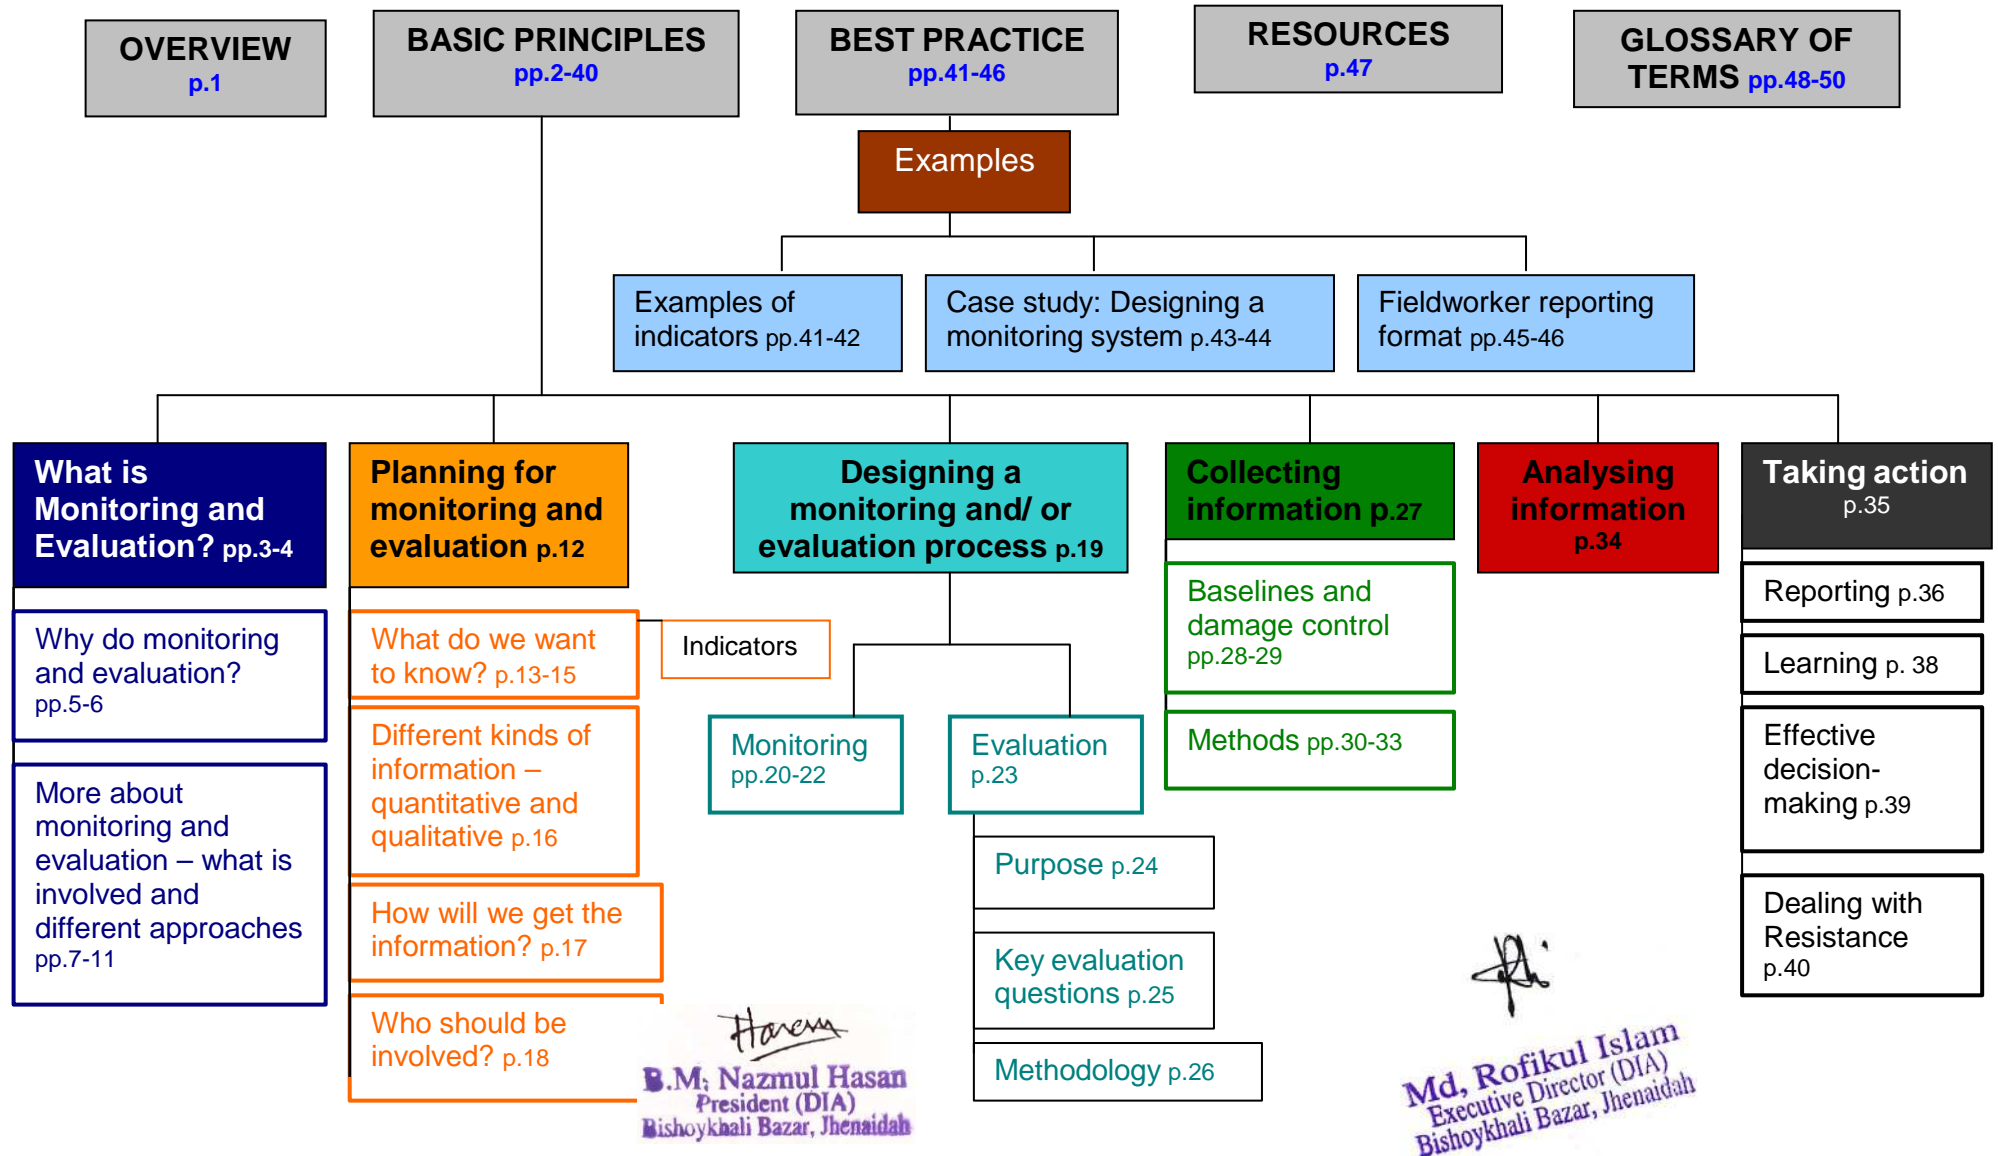 OVERVIEW
p.1
BASIC PRINCIPLES
pp.2-40
BEST PRACTICE
pp.41-46
RESOURCES
p.47
GLOSSARY OF
TERMS pp.48-50
Examples
Examples of
indicators pp.41-42
Case study: Designing a
monitoring system p.43-44
Fieldworker reporting
format pp.45-46
What is
Monitoring and
Evaluation? pp.3-4
Why do monitoring
and evaluation?
pp.5-6
More about
monitoring and
evaluation – what is
involved and
different approaches
pp.7-11
Planning for
monitoring and
evaluation p.12
What do we want
to know? p.13-15
Indicators
Different kinds of
information –
quantitative and
qualitative p.16
How will we get the
information? p.17
Who should be
involved? p.18
Designing a
monitoring and/ or
evaluation process p.19
Monitoring
pp.20-22
Evaluation
p.23
Purpose p.24
Key evaluation
questions p.25
Methodology p.26
Collecting
information p.27
Baselines and
damage control
pp.28-29
Methods pp.30-33
Analysing
information
p.34
Taking action
p.35
Reporting p.36
Learning p. 38
Effective
decision-
making p.39
Dealing with
Resistance
p.40
B.M. Nazmul Hasan
President (DIA)
Bishoykhali Bazar, Jhenaidah
Md. Rofikul Islam
Executive Director (DIA)
Bishoykhali Bazar, Jhenaidah